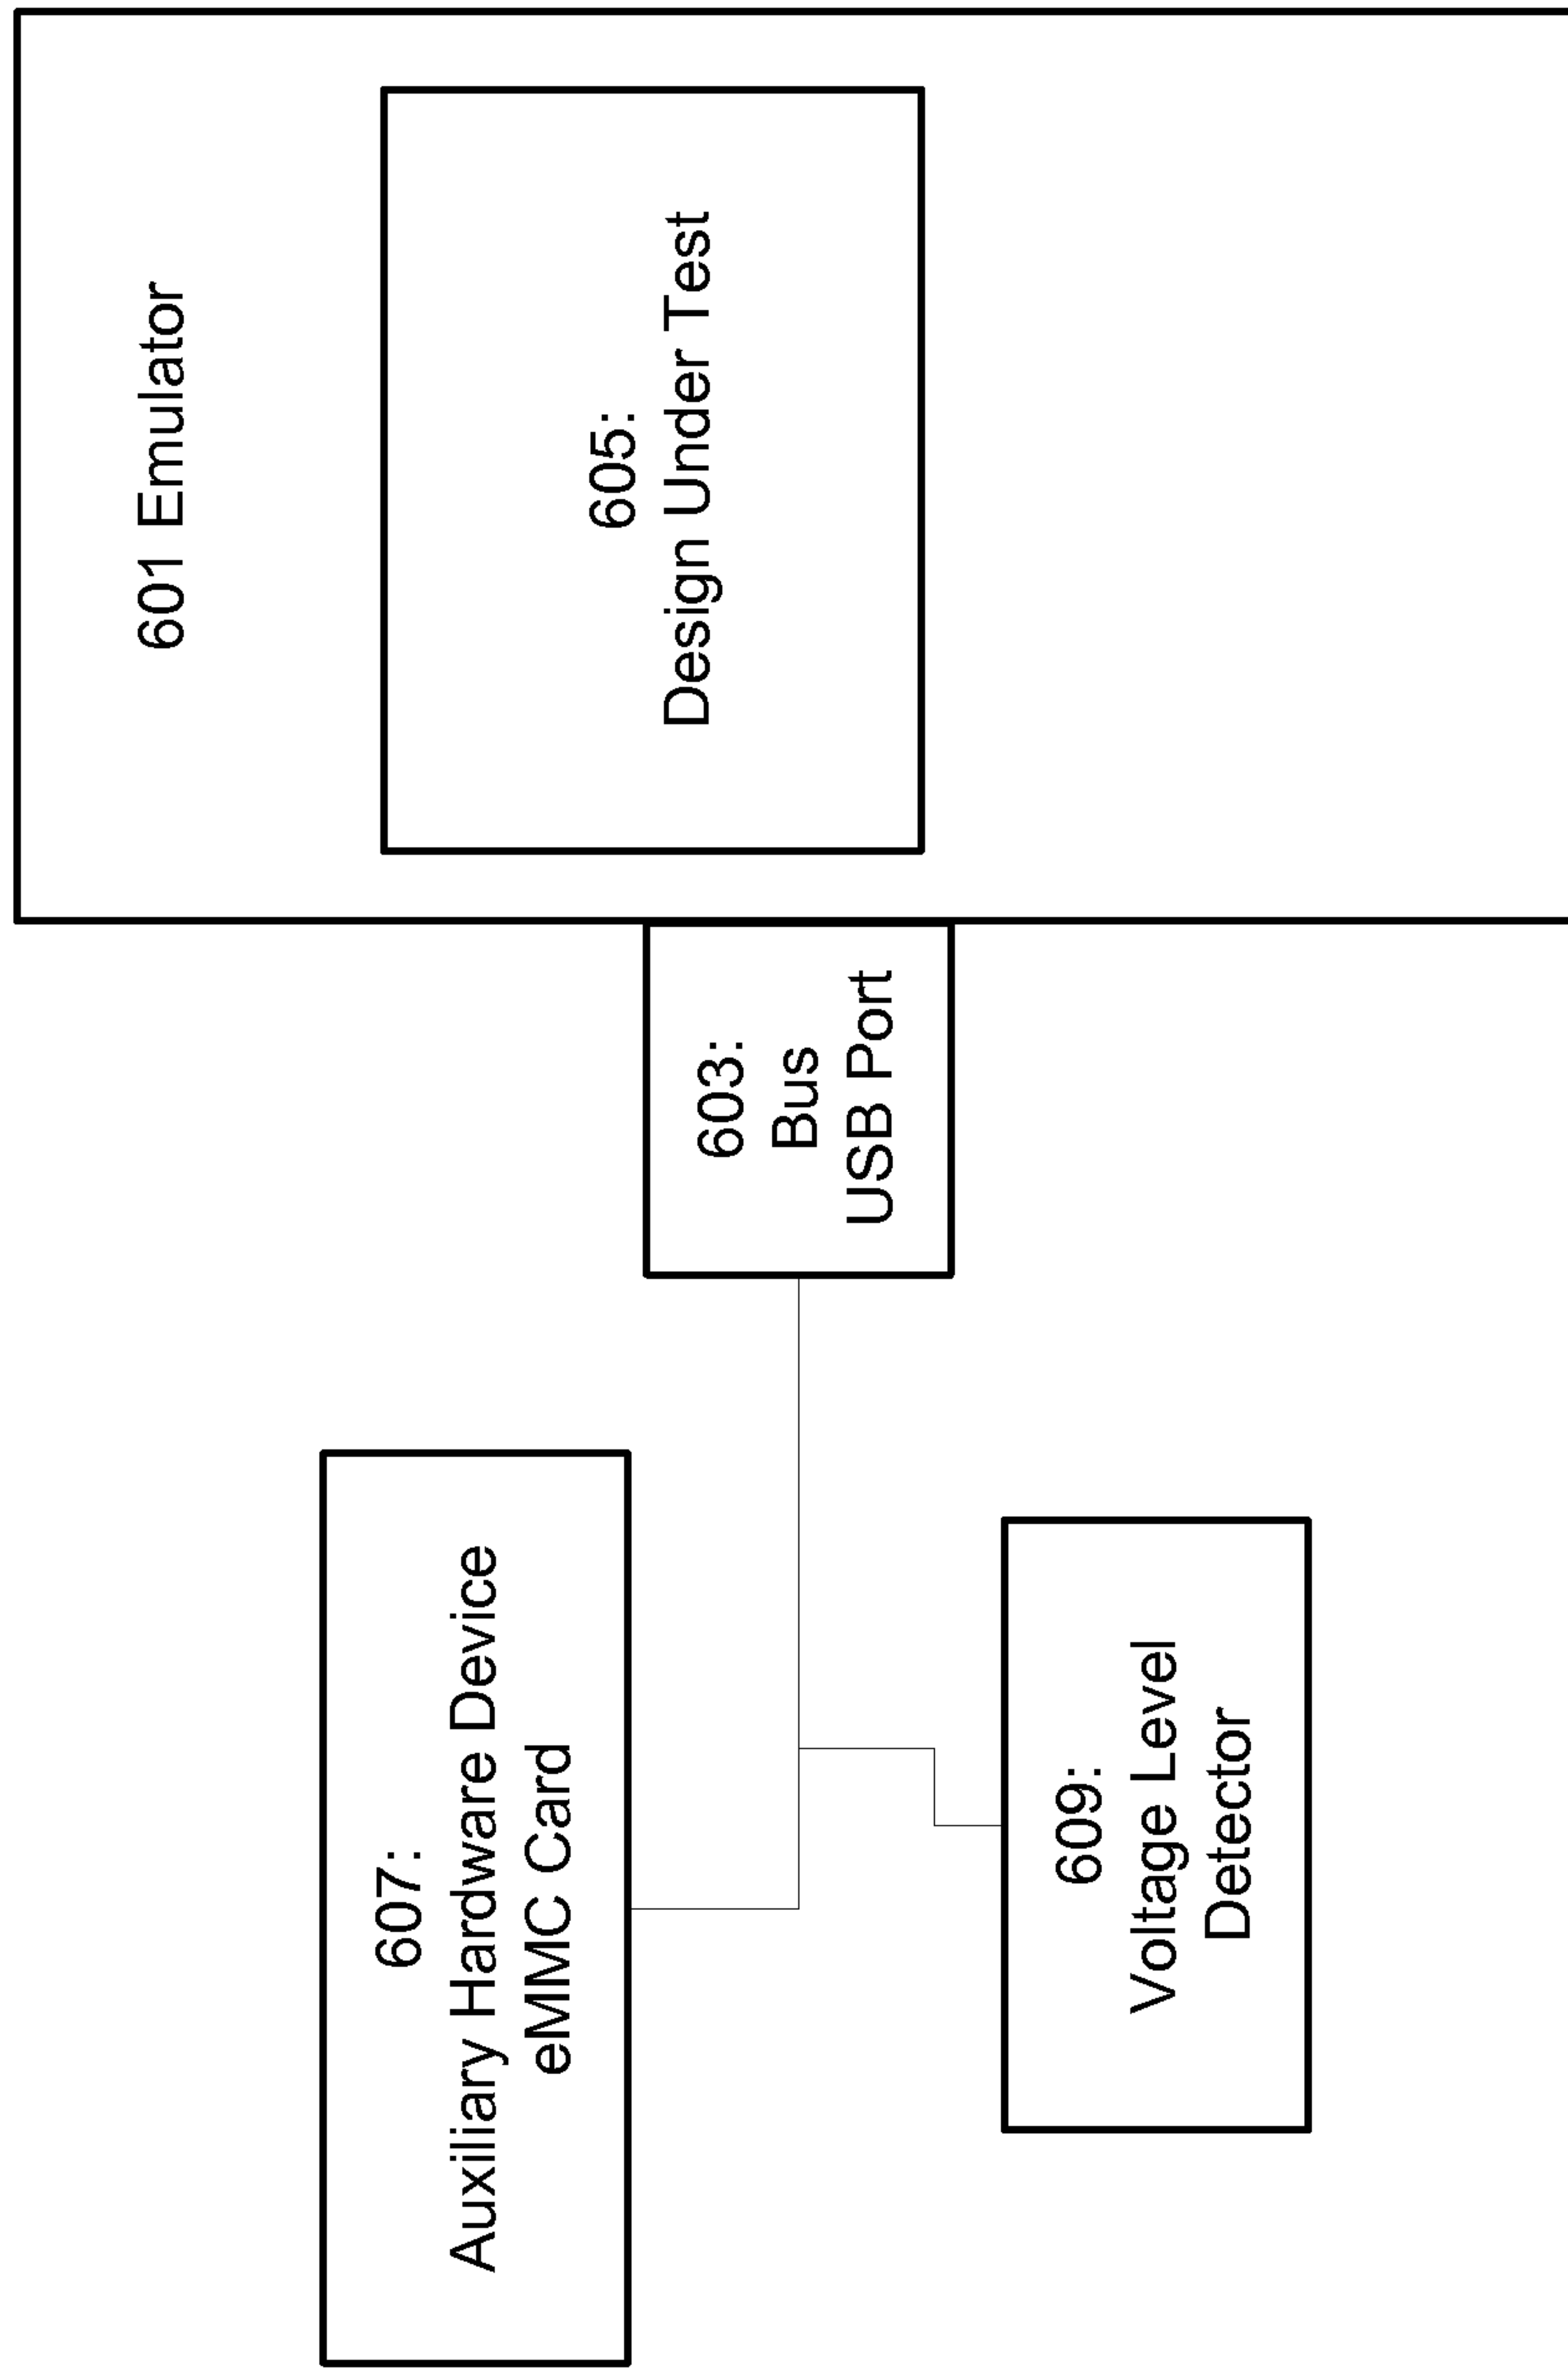 601 Emulator
605:
Design Under Test
603:
Bus
USB Port
607:
Auxiliary Hardware Device
eMMC Card
609:
Voltage Level
Detector